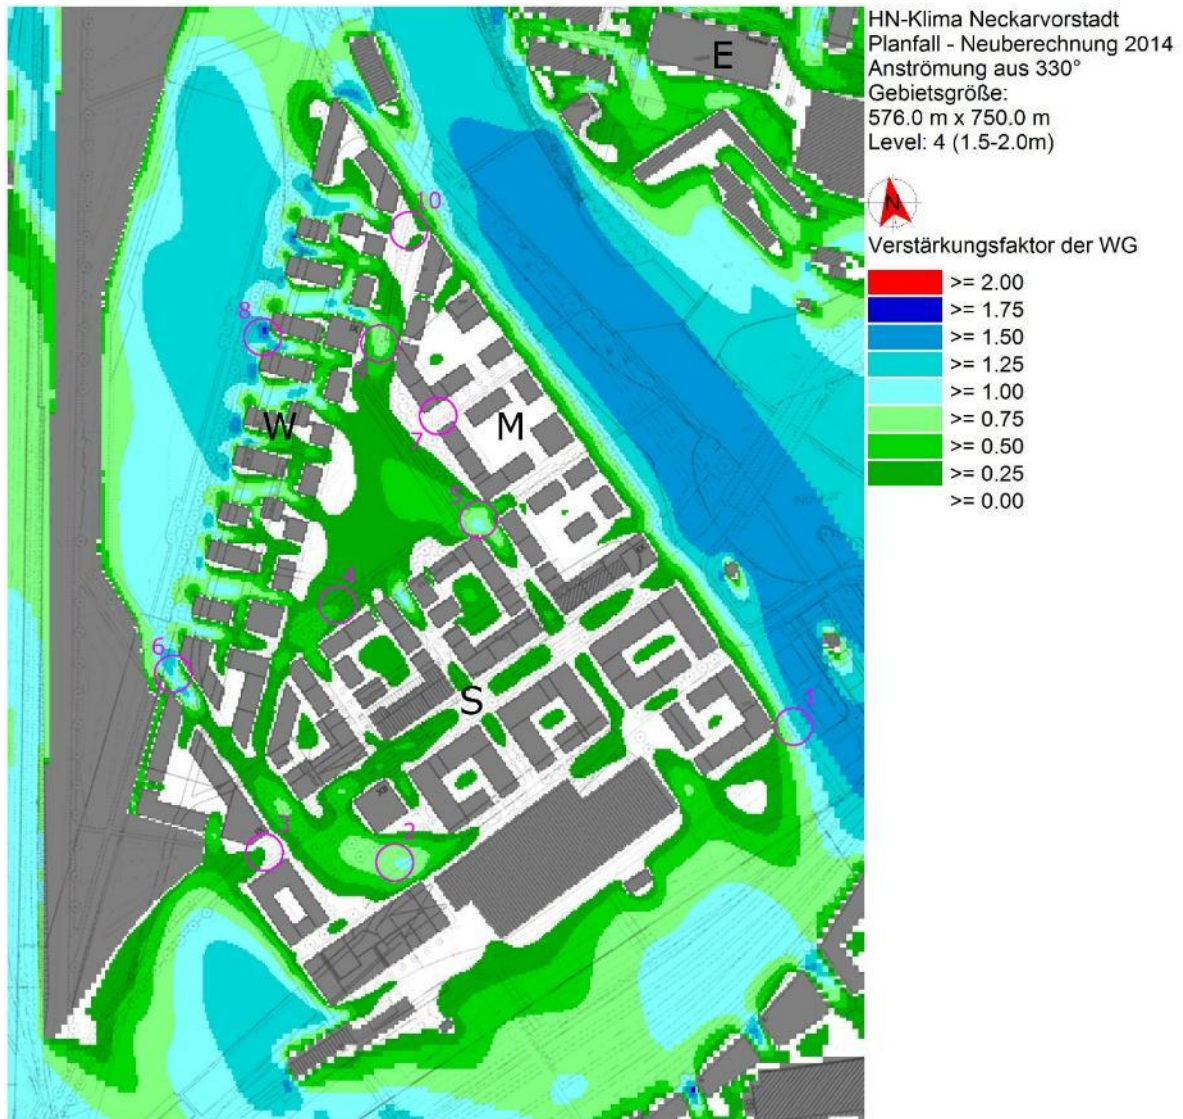 HN-Klima Neckarvorstadt
Planfall - Neuberechnung 2014
Anströmung aus 330°
Gebietsgröße:
576.0 m x 750.0 m
Level: 4 (1.5-2.0m)
N
Verstärkungsfaktor der WG
>= 2.00
>= 1.75
>= 1.50
>= 1.25
>= 1.00
>= 0.75
>= 0.50
>= 0.25
>= 0.00
E
10
8
W
M
7
5
4
6
S
1
3
2